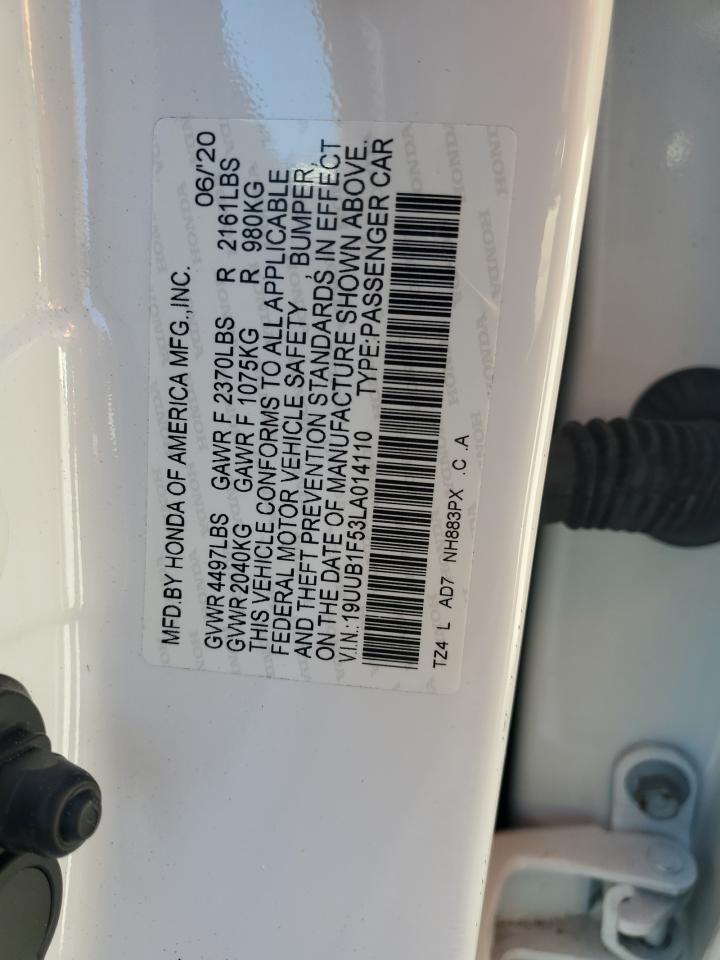 MFD.BY HONDA OF AMERICA MFG.,INC. 06/'20
GVWR 4497LBS GAWR F 2370LBS R 2161LBS
GVWR 2040KG GAWR F 1075KG R 980KG
THIS VEHICLE CONFORMS TO ALL APPLICABLE
FEDERAL MOTOR VEHICLE SAFETY, BUMPER,
AND THEFT PREVENTION STANDARDS IN EFFECT
ON THE DATE OF MANUFACTURE SHOWN ABOVE.
V.I.N.:19UUB1F53LA014110 TYPE:PASSENGER CAR
TZ4 L AD7 NH883PX .C .A